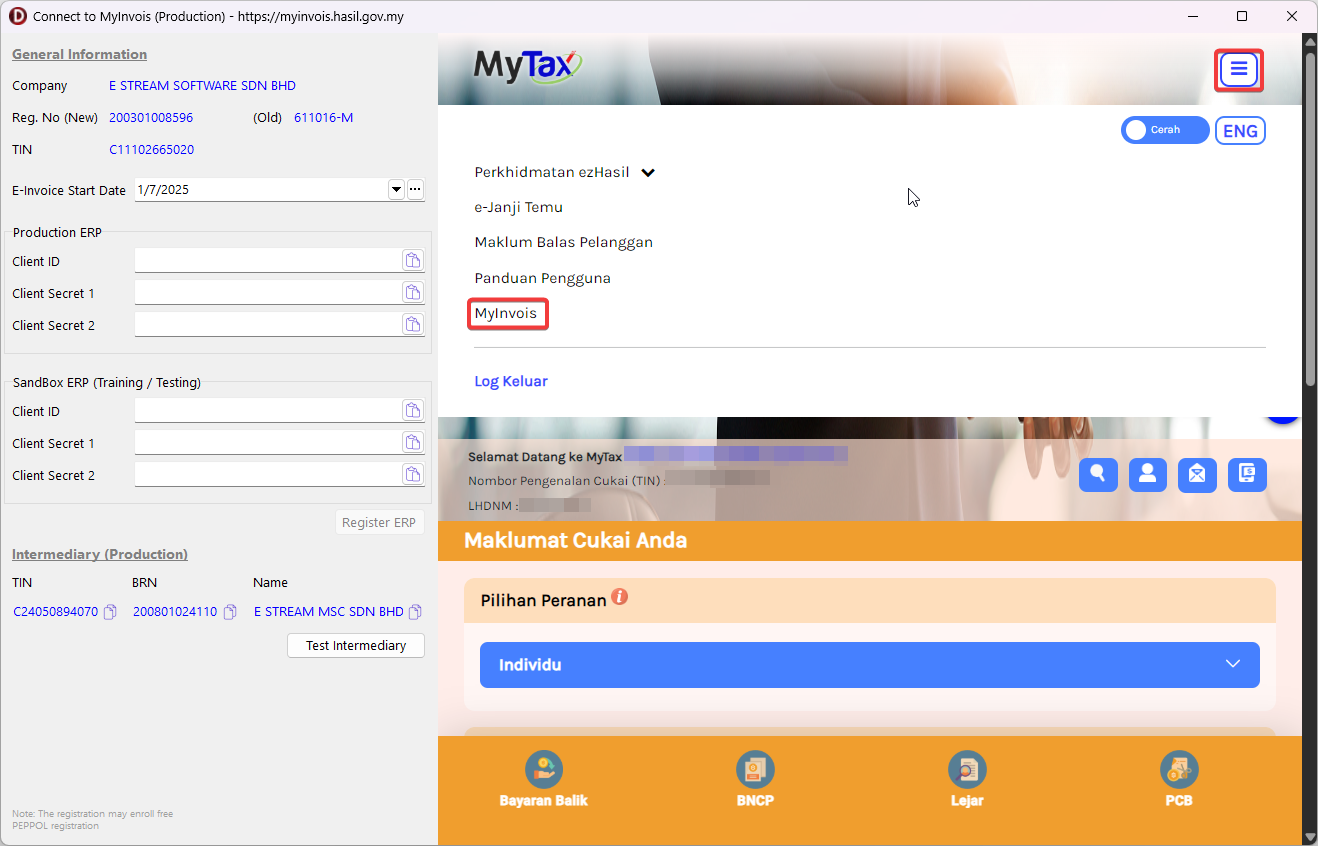 Connect to MyInvois (Production) - https://myinvois.hasil.gov.my
General Information
Company E STREAM SOFTWARE SDN BHD
Reg. No (New) 200301008596 (Old) 611016-M
TIN C11102665020
E-Invoice Start Date 1/7/2025
Production ERP
Client ID
Client Secret 1
Client Secret 2
SandBox ERP (Training / Testing)
Client ID
Client Secret 1
Client Secret 2
Register ERP
Intermediary (Production)
TIN BRN Name
C24050894070 200801024110 E STREAM MSC SDN BHD
Test Intermediary
Note: The registration may enroll free
PEPPOL registration
MyTax
Cerah ENG
Perkhidmatan ezHasil
e-Janji Temu
Maklum Balas Pelanggan
Panduan Pengguna
MyInvois
Log Keluar
Selamat Datang ke MyTax
Nombor Pengenalan Cukai (TIN) :
LHDNM :
Maklumat Cukai Anda
Pilihan Peranan
Individu
Bayaran Balik BNCP Lejar PCB